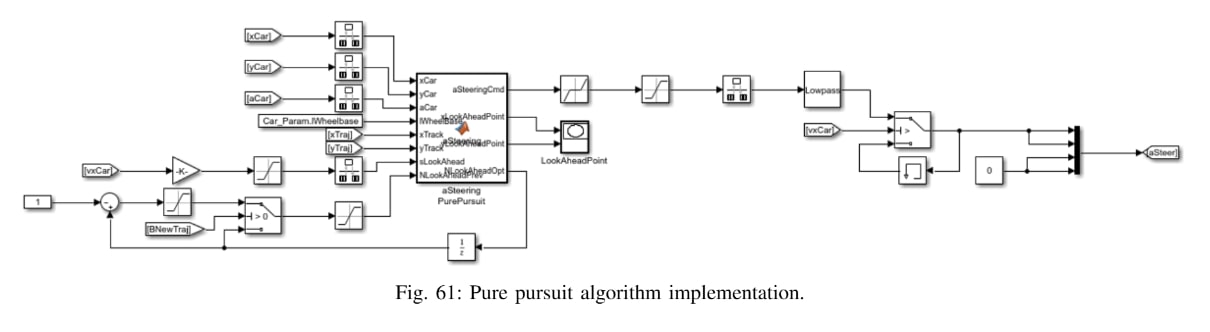 [xCar]
[yCar]
[aCar]
Car_Param.lWheelbase
[xTraj]
[yTraj]
[vxCar]
-K-
1
[BNewTraj]
> 0
xCar
yCar
aCar
lWheelBase
xTrack
yTrack
sLookAhead
NLookAheadPrev
aSteeringCmd
xLookAheadPoint
aSteering
yLookAheadPoint
NLookAheadOpt
aSteering
PurePursuit
LookAheadPoint
1
z
Lowpass
[vxCar]
>
0
[aSteer]
Fig. 61: Pure pursuit algorithm implementation.